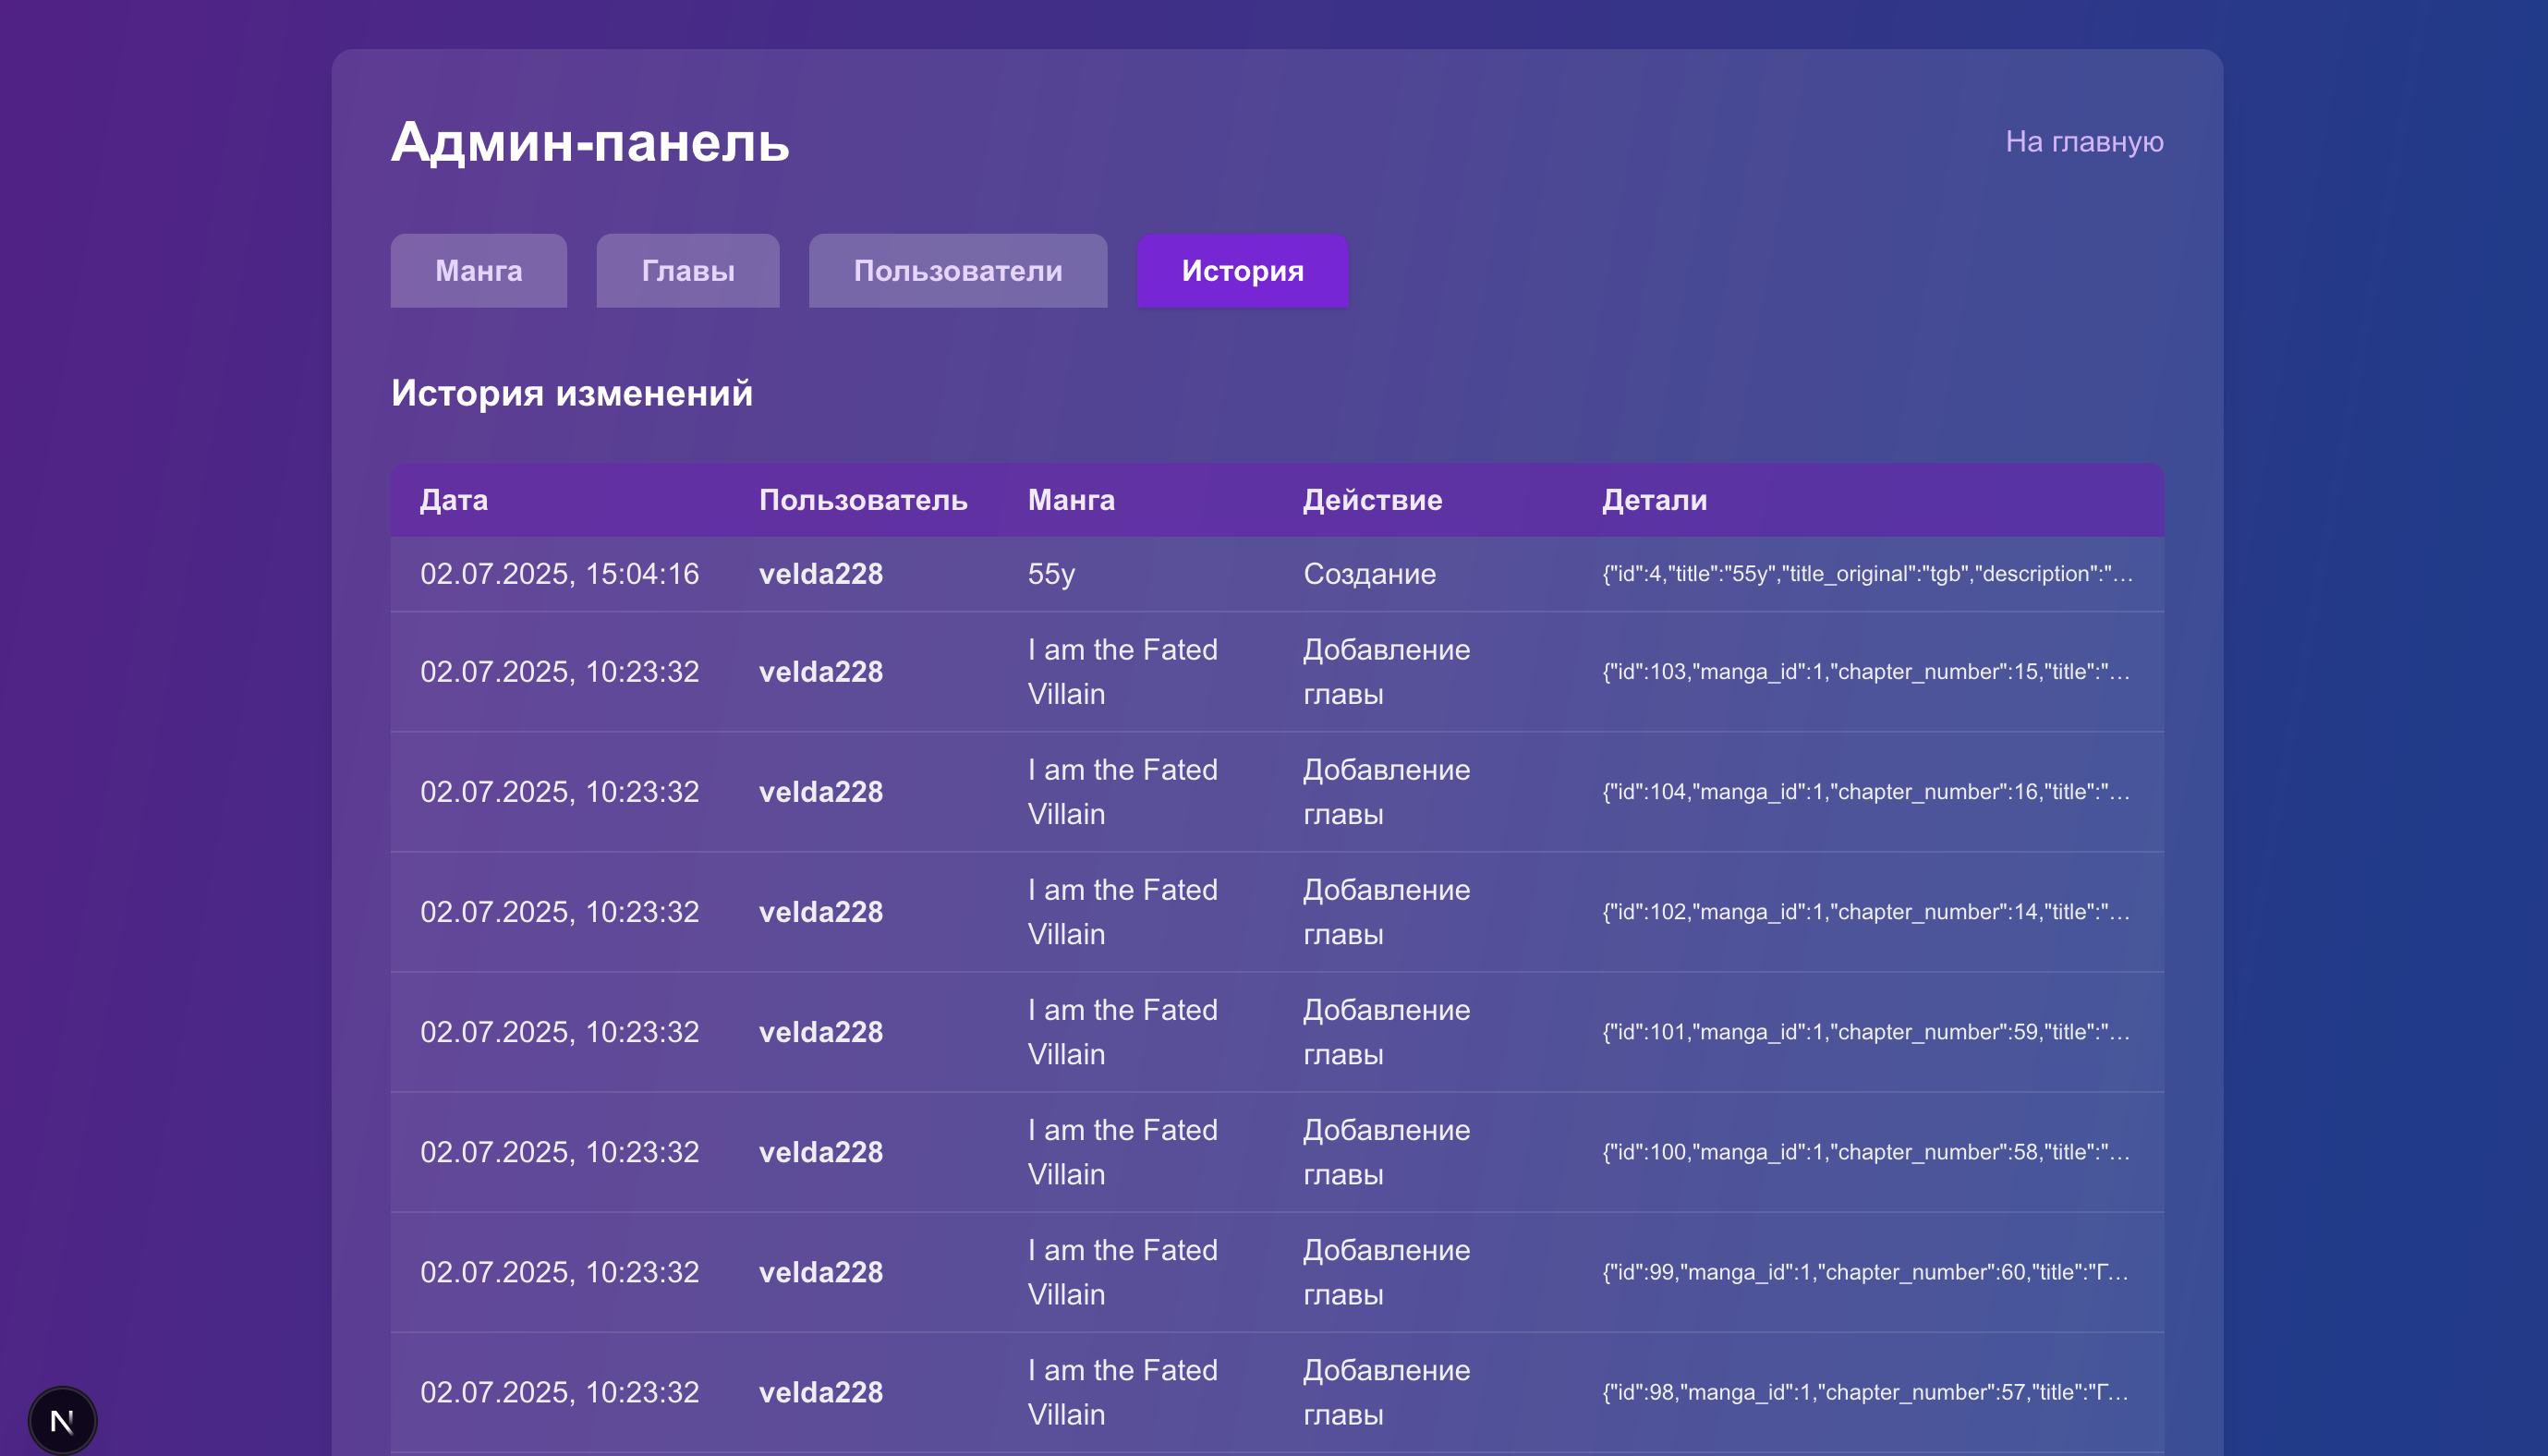 Админ-панель
На главную
Манга
Главы
Пользователи
История
История изменений
Дата Пользователь Манга Действие Детали
02.07.2025, 15:04:16 velda228 55y Создание {"id":4,"title":"55y","title_original":"tgb","description":"...
02.07.2025, 10:23:32 velda228 I am the Fated Villain Добавление главы {"id":103,"manga_id":1,"chapter_number":15,"title":"...
02.07.2025, 10:23:32 velda228 I am the Fated Villain Добавление главы {"id":104,"manga_id":1,"chapter_number":16,"title":"...
02.07.2025, 10:23:32 velda228 I am the Fated Villain Добавление главы {"id":102,"manga_id":1,"chapter_number":14,"title":"...
02.07.2025, 10:23:32 velda228 I am the Fated Villain Добавление главы {"id":101,"manga_id":1,"chapter_number":59,"title":"...
02.07.2025, 10:23:32 velda228 I am the Fated Villain Добавление главы {"id":100,"manga_id":1,"chapter_number":58,"title":"...
02.07.2025, 10:23:32 velda228 I am the Fated Villain Добавление главы {"id":99,"manga_id":1,"chapter_number":60,"title":"Г...
02.07.2025, 10:23:32 velda228 I am the Fated Villain Добавление главы {"id":98,"manga_id":1,"chapter_number":57,"title":"Г...
N